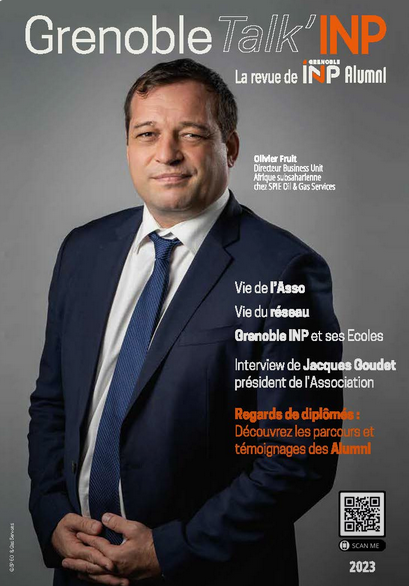 Grenoble Talk' INP
La revue de GRENOBLE INP Alumni
Olivier Fruit
Directeur Business Unit
Afrique subsaharienne
chez SPIE Oil & Gas Services
Vie de l'Asso
Vie du réseau
Grenoble INP et ses Ecoles
Interview de Jacques Goudet
président de l'Association
Regards de diplômés :
Découvrez les parcours et
témoignages des Alumni
SCAN ME
2023
© SPIE Oil & Gas Services